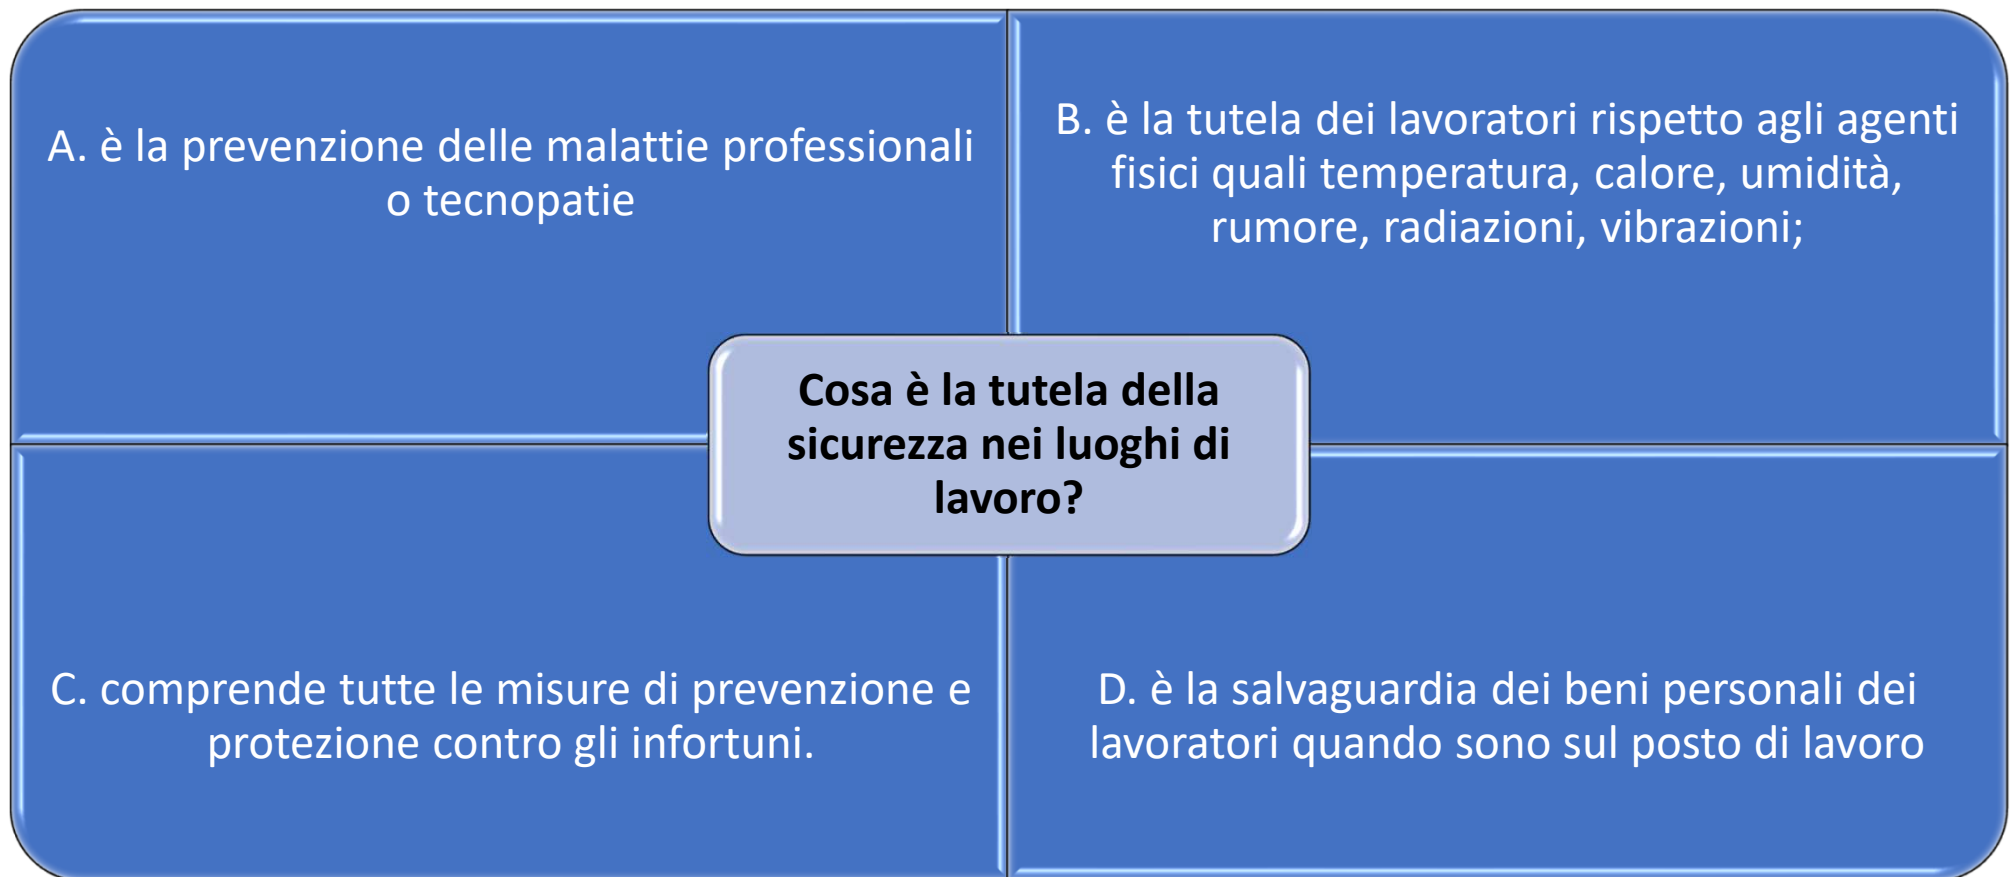 A. è la prevenzione delle malattie professionali
o tecnopatie
B. è la tutela dei lavoratori rispetto agli agenti
fisici quali temperatura, calore, umidità,
rumore, radiazioni, vibrazioni;
Cosa è la tutela della
sicurezza nei luoghi di
lavoro?
C. comprende tutte le misure di prevenzione e
protezione contro gli infortuni.
D. è la salvaguardia dei beni personali dei
lavoratori quando sono sul posto di lavoro